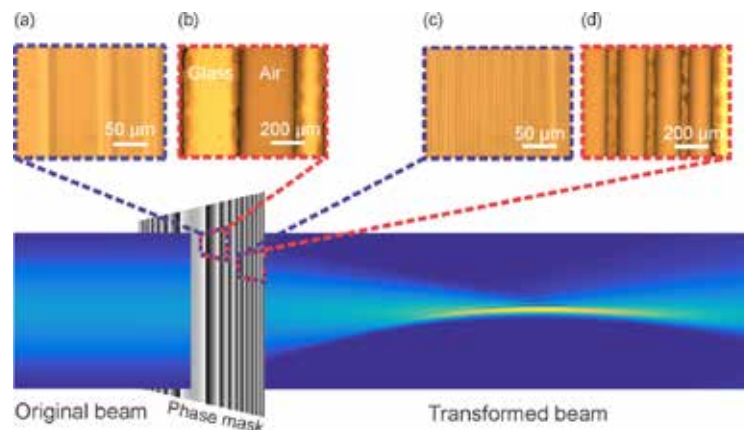 (a)
(b)
(c)
(d)
Glass
Air
50 µm
200 µm
50 µm
200 µm
Original beam
Phase mask
Transformed beam